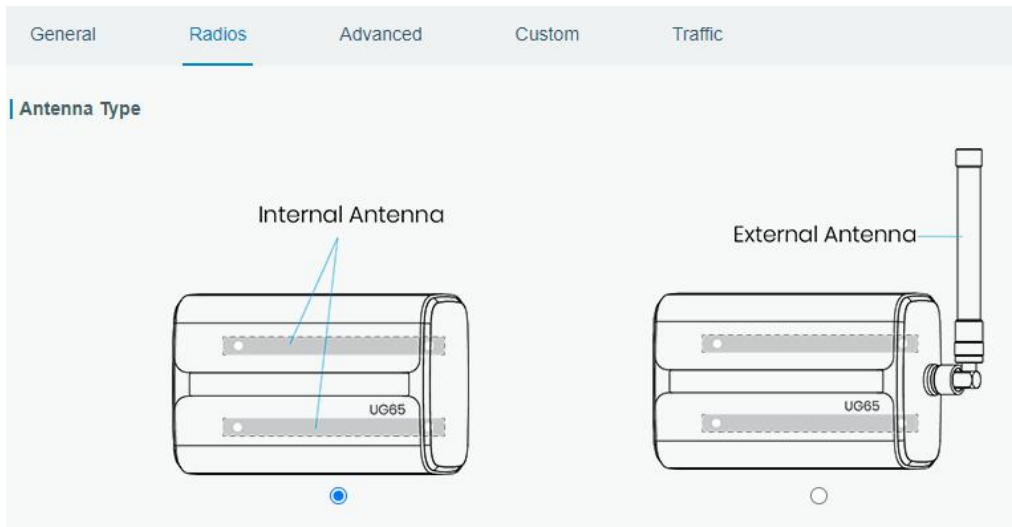 General Radios Advanced Custom Traffic
Antenna Type
Internal Antenna
External Antenna
UG65
UG65